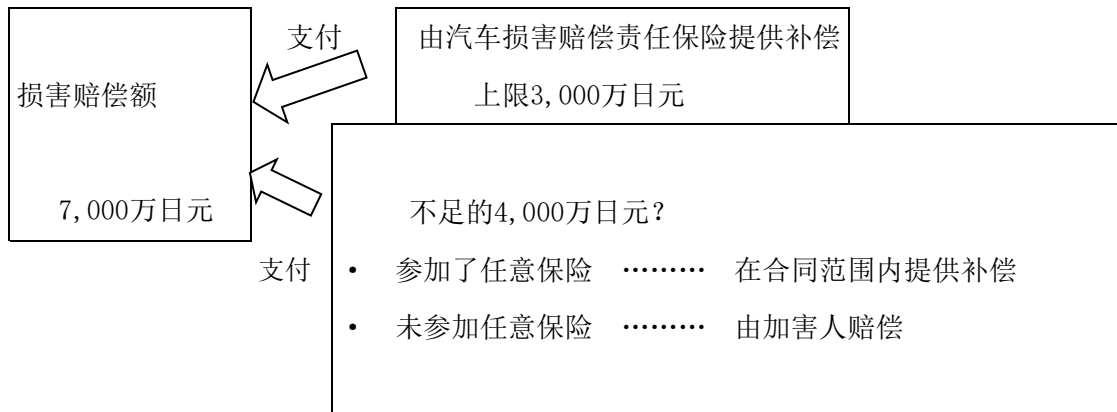 支付
由汽车损害赔偿责任保险提供补偿
损害赔偿额
上限3,000万日元
7,000万日元
不足的4,000万日元?
支付
• 参加了任意保险 ……… 在合同范围内提供补偿
• 未参加任意保险 ……… 由加害人赔偿